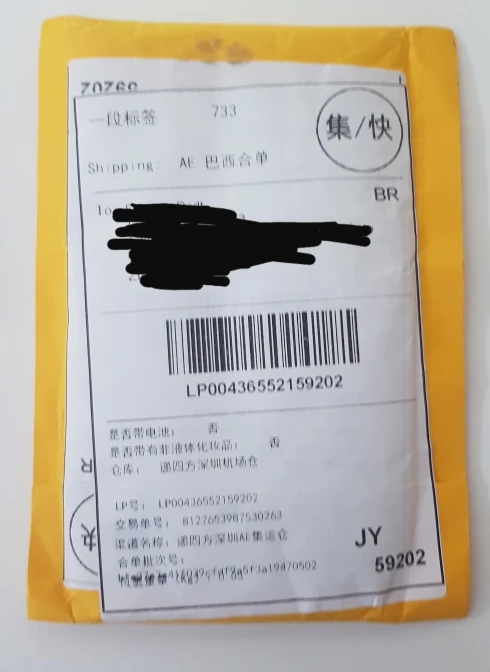 一段标签 733
集/快
Shipping: AE 巴西合单
BR
To
LP00436552159202
是否带电池： 否
是否带有非液体化妆品： 否
仓库： 递四方深圳机场仓
LP号： LP00436552159202
交易单号： 8127653987530263
渠道名称：递四方深圳AE集运仓
JY
合单批次号：
59202